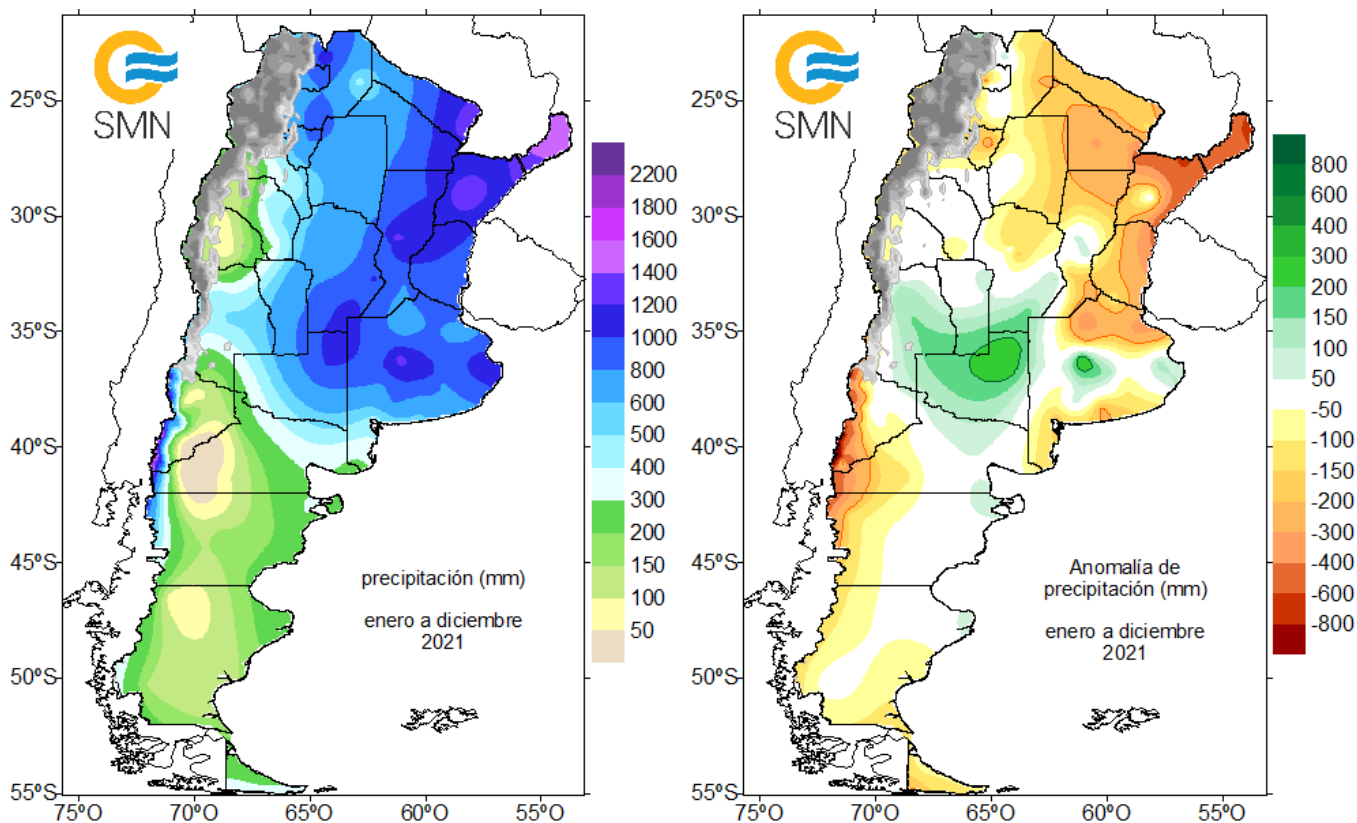 SMN
25ºS
30ºS
35ºS
40ºS
45ºS
50ºS
55ºS
75ºO
70ºO
65ºO
60ºO
55ºO
precipitación (mm)
enero a diciembre
2021
2200
1800
1600
1400
1200
1000
800
600
500
400
300
200
150
100
50
SMN
25ºS
30ºS
35ºS
40ºS
45ºS
50ºS
55ºS
75ºO
70ºO
65ºO
60ºO
55ºO
Anomalía de
precipitación (mm)
enero a diciembre
2021
800
600
400
300
200
150
100
50
-50
-100
-150
-200
-300
-400
-600
-800